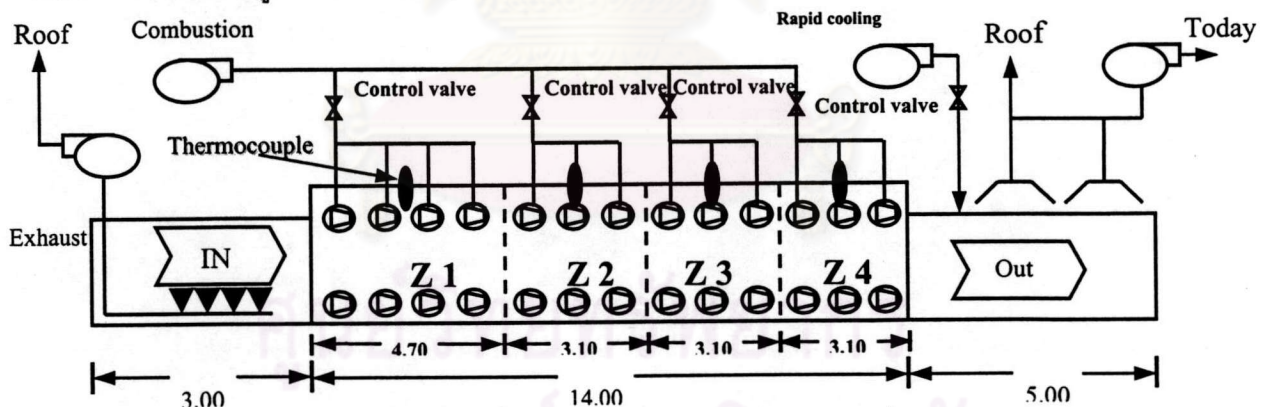 Roof
Combustion
Rapid cooling
Roof
Today
Control valve
Control valve
Control valve
Control valve
Thermocouple
Exhaust
IN
Z 1
Z 2
Z 3
Z 4
Out
4.70
3.10
3.10
3.10
3.00
14.00
5.00